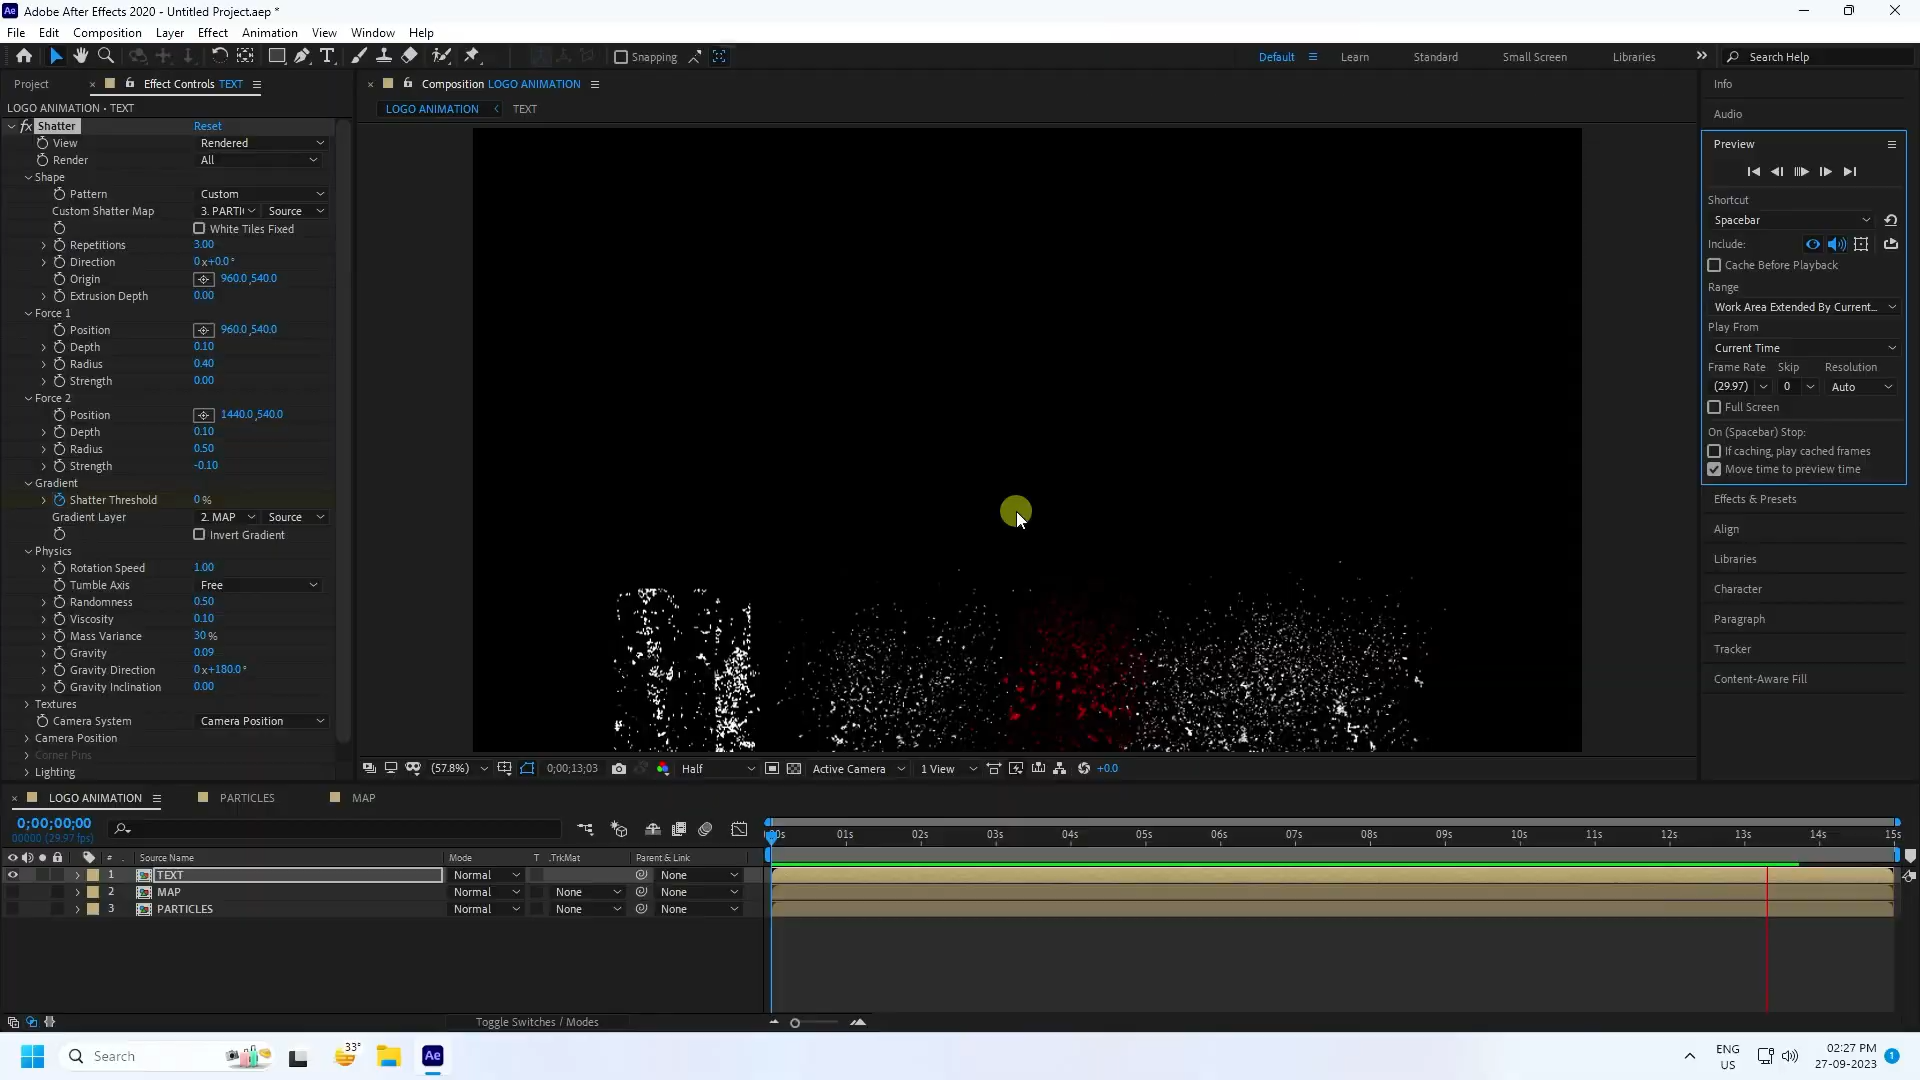 Adobe After Effects 2020 - Untitled Project.aep *
File Edit Composition Layer Effect Animation View Window Help
Snapping
Default Learn Standard Small Screen Libraries Search Help
Project Effect Controls TEXT
LOGO ANIMATION • TEXT
fx Shatter Reset
View Rendered
Render All
Shape
Pattern Custom
Custom Shatter Map 3. PARTI Source
White Tiles Fixed
Repetitions 3.00
Direction 0x+0.0°
Origin 960.0,540.0
Extrusion Depth 0.00
Force 1
Position 960.0,540.0
Depth 0.10
Radius 0.40
Strength 0.00
Force 2
Position 1440.0,540.0
Depth 0.10
Radius 0.50
Strength -0.10
Gradient
Shatter Threshold 0%
Gradient Layer 2. MAP Source
Invert Gradient
Physics
Rotation Speed 1.00
Tumble Axis Free
Randomness 0.50
Viscosity 0.10
Mass Variance 30%
Gravity 0.09
Gravity Direction 0x+180.0°
Gravity Inclination 0.00
Textures
Camera System Camera Position
Camera Position
Corner Pins
Lighting
Composition LOGO ANIMATION
LOGO ANIMATION TEXT
(57.8%) 0;00;13;03 Half Active Camera 1 View +0.0
Info
Audio
Preview
Shortcut
Spacebar
Include:
Cache Before Playback
Range
Work Area Extended By Current...
Play From
Current Time
Frame Rate Skip Resolution
(29.97) 0 Auto
Full Screen
On (Spacebar) Stop:
If caching, play cached frames
Move time to preview time
Effects & Presets
Align
Libraries
Character
Paragraph
Tracker
Content-Aware Fill
LOGO ANIMATION PARTICLES MAP
0;00;00;00
00000 (29.97 fps)
00s 01s 02s 03s 04s 05s 06s 07s 08s 09s 10s 11s 12s 13s 14s 15s
# Source Name Mode T .TrkMat Parent & Link
1 TEXT Normal None
2 MAP Normal None None
3 PARTICLES Normal None None
Toggle Switches / Modes
Search 33° Ae ENG US 02:27 PM 27-09-2023 1